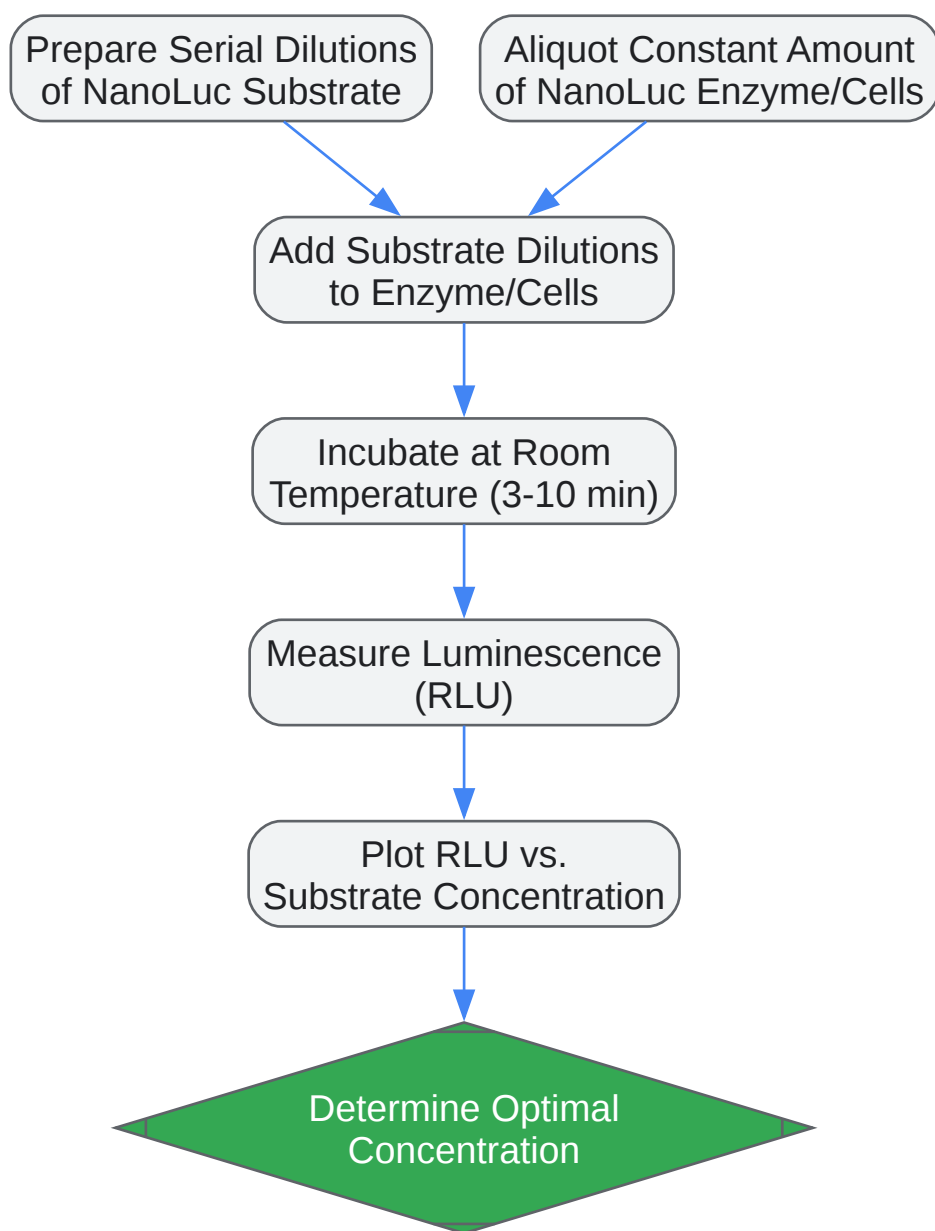 Prepare Serial Dilutions
of NanoLuc Substrate
Aliquot Constant Amount
of NanoLuc Enzyme/Cells
Add Substrate Dilutions
to Enzyme/Cells
Incubate at Room
Temperature (3-10 min)
Measure Luminescence
(RLU)
Plot RLU vs.
Substrate Concentration
Determine Optimal
Concentration